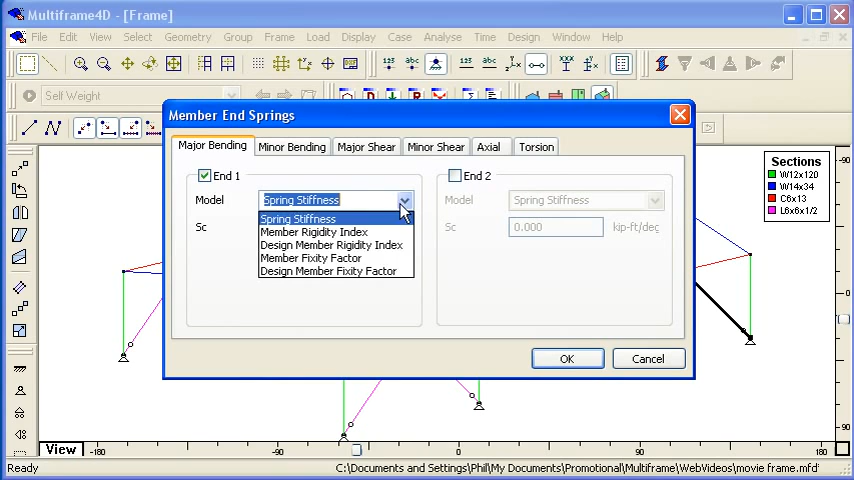 Multiframe4D - [Frame]
File Edit View Select Geometry Group Frame Load Display Case Analyse Time Design Window Help
Self Weight
Member End Springs
Major Bending Minor Bending Major Shear Minor Shear Axial Torsion
End 1
End 2
Model Spring Stiffness
Model Spring Stiffness
Sc
Sc 0.000 kip-ft/deg
Spring Stiffness
Member Rigidity Index
Design Member Rigidity Index
Member Fixity Factor
Design Member Fixity Factor
OK Cancel
Sections
W12x120
W14x34
C6x13
L6x6x1/2
90
0
-90
View -180 -90 0 90 180
Ready C:\Documents and Settings\Phil\My Documents\Promotional\Multiframe\WebVideos\movie frame.mfd'